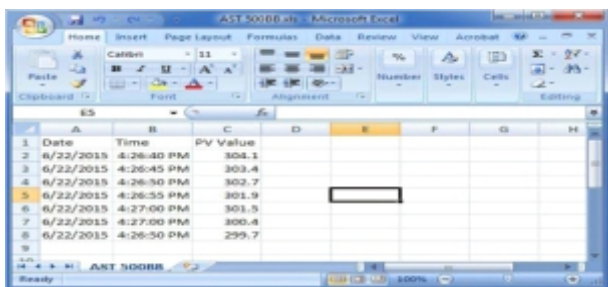 AST 500BB.xls - Microsoft Excel
Home Insert Page Layout Formulas Data Review View Acrobat
Paste Calibri 11 Number Styles Cells
B I U A A
Clipboard Font Alignment Editing
E5 fx
A B C D E F G H
1 Date Time PV Value
2 6/22/2015 4:26:40 PM 304.1
3 6/22/2015 4:26:45 PM 303.4
4 6/22/2015 4:26:50 PM 302.7
5 6/22/2015 4:26:55 PM 301.9
6 6/22/2015 4:27:00 PM 301.5
7 6/22/2015 4:27:00 PM 300.4
8 6/22/2015 4:26:50 PM 299.7
9
10
AST 500BB
Ready 100%